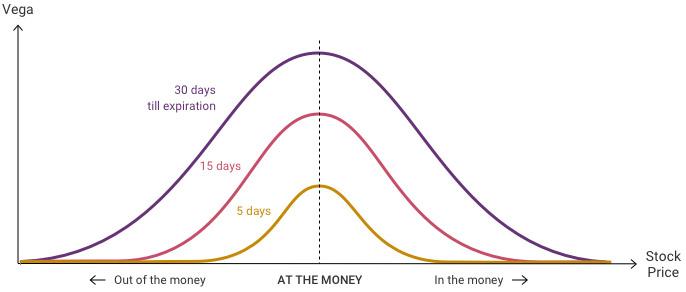 Vega
30 days
till expiration
15 days
5 days
Out of the money
AT THE MONEY
In the money
Stock
Price